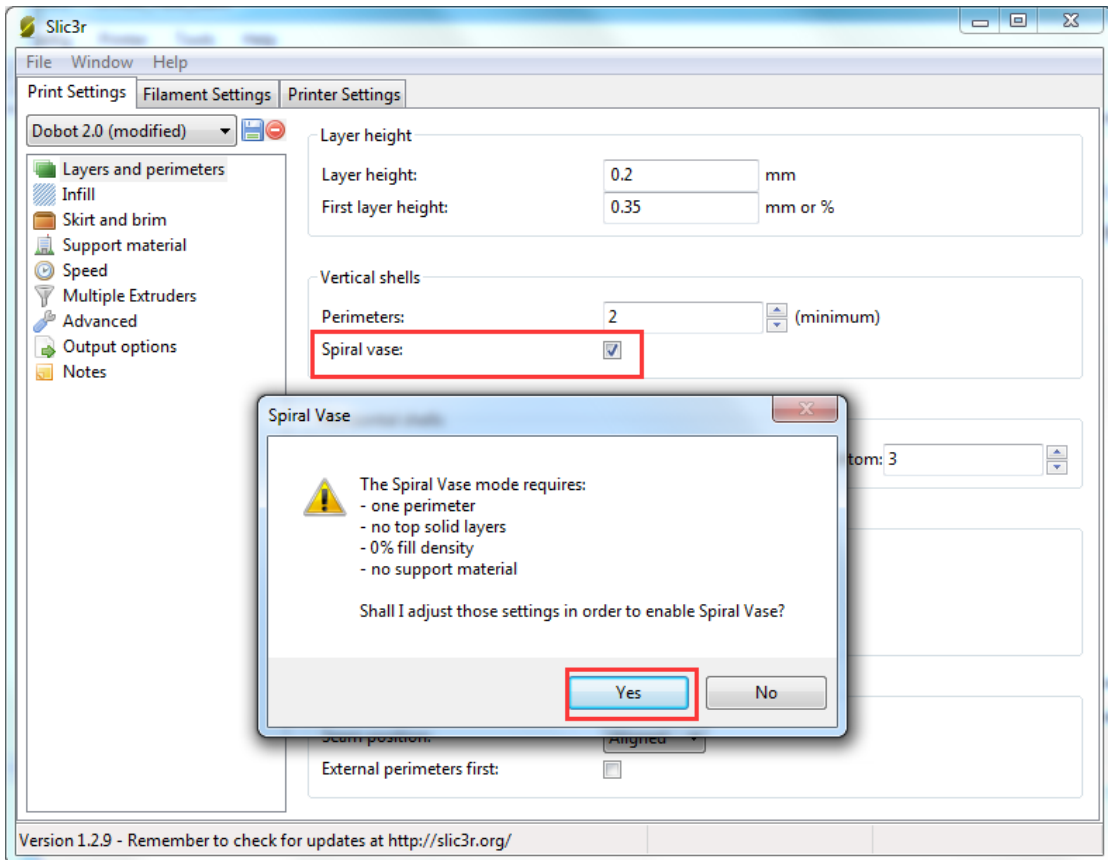 Slic3r
File Window Help
Print Settings Filament Settings Printer Settings
Dobot 2.0 (modified)
Layers and perimeters
Infill
Skirt and brim
Support material
Speed
Multiple Extruders
Advanced
Output options
Notes
Layer height
Layer height: 0.2 mm
First layer height: 0.35 mm or %
Vertical shells
Perimeters: 2 (minimum)
Spiral vase:
tom: 3
Spiral Vase
The Spiral Vase mode requires:
- one perimeter
- no top solid layers
- 0% fill density
- no support material
Shall I adjust those settings in order to enable Spiral Vase?
Yes No
Seam position: Aligned
External perimeters first:
Version 1.2.9 - Remember to check for updates at http://slic3r.org/